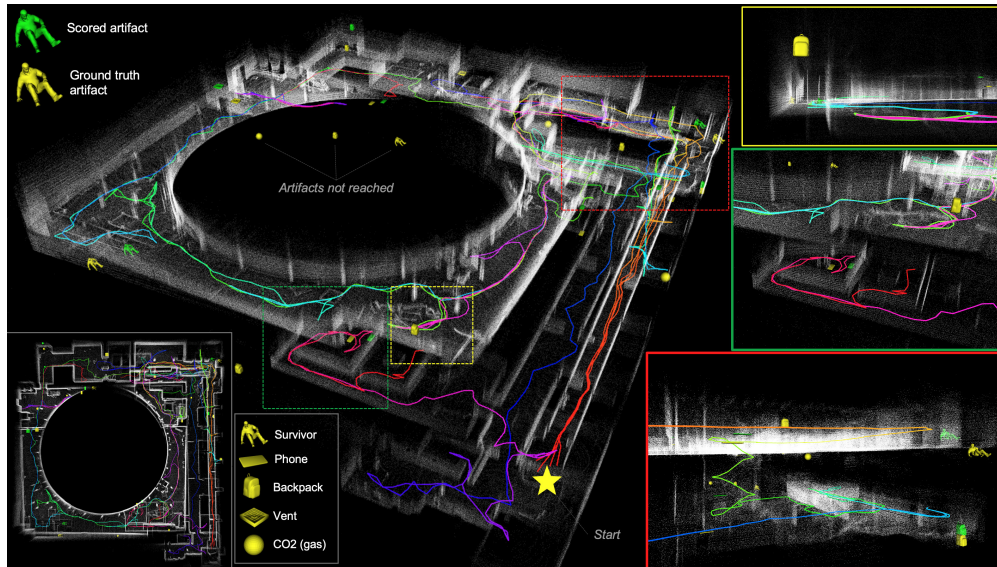 Scored artifact
Ground truth
artifact
Artifacts not reached
Survivor
Phone
Backpack
Vent
CO2 (gas)
Start